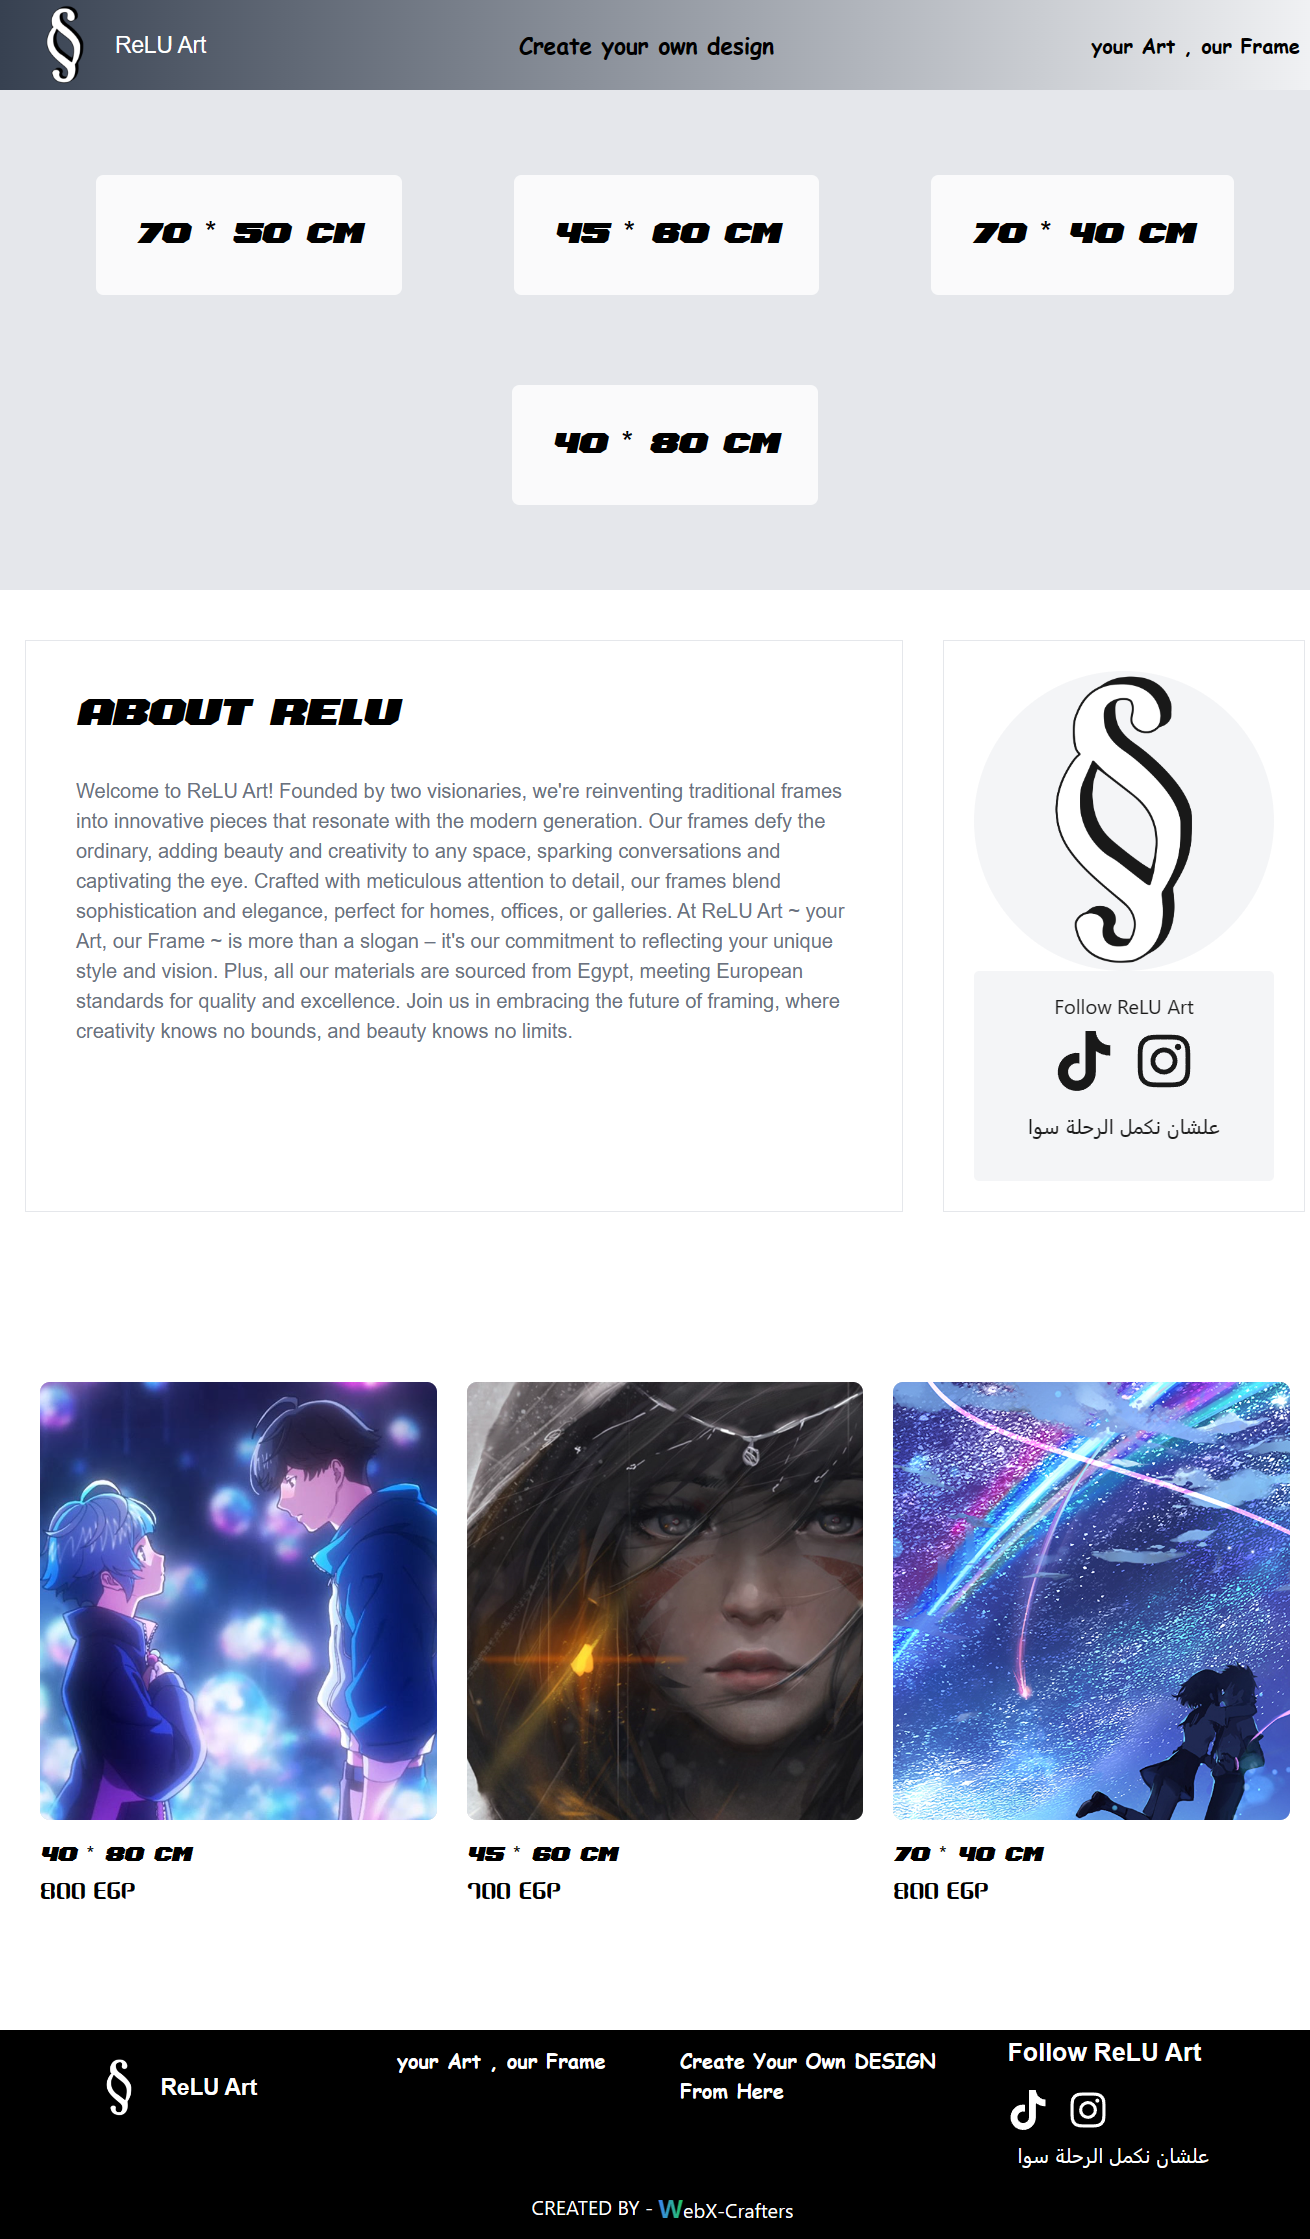 ReLU Art
Create your own design
your Art , our Frame
70 * 50 CM
45 * 60 CM
70 * 40 CM
40 * 80 CM
ABOUT RELU
Welcome to ReLU Art! Founded by two visionaries, we're reinventing traditional frames
into innovative pieces that resonate with the modern generation. Our frames defy the
ordinary, adding beauty and creativity to any space, sparking conversations and
captivating the eye. Crafted with meticulous attention to detail, our frames blend
sophistication and elegance, perfect for homes, offices, or galleries. At ReLU Art ~ your
Art, our Frame ~ is more than a slogan – it's our commitment to reflecting your unique
style and vision. Plus, all our materials are sourced from Egypt, meeting European
standards for quality and excellence. Join us in embracing the future of framing, where
creativity knows no bounds, and beauty knows no limits.
Follow ReLU Art
علشان نكمل الرحلة سوا
40 * 80 CM
800 EGP
45 * 60 CM
700 EGP
70 * 40 CM
800 EGP
ReLU Art
your Art , our Frame
Create Your Own DESIGN
From Here
Follow ReLU Art
علشان نكمل الرحلة سوا
CREATED BY - WebX-Crafters